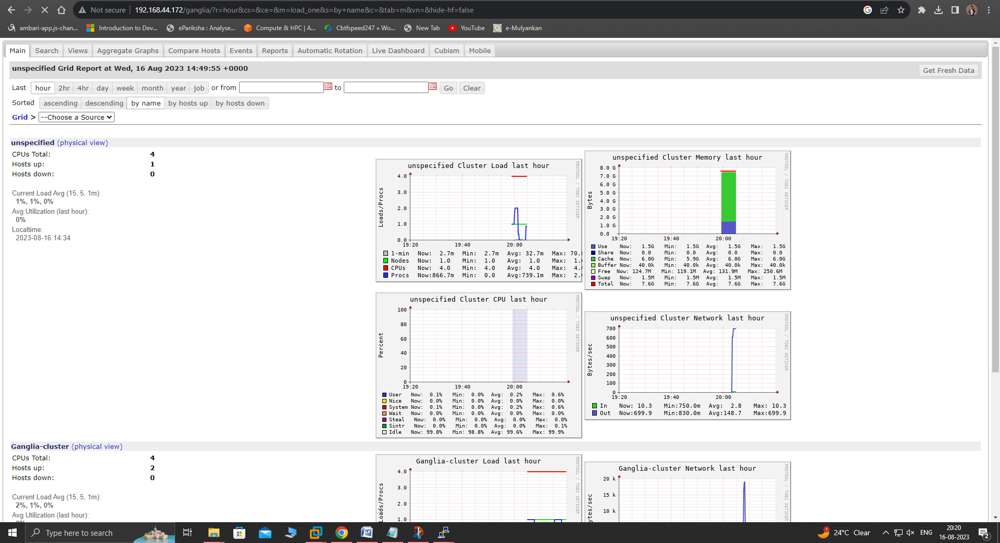 Not secure 192.168.44.172/ganglia/?r=hour&cs=&ce=&m=load_one&s=by+name&c=&tab=m&vn=&hide-hf=false
ambari-app.js-chan... Introduction to Dev... ePariksha : Analyse... Compute & HPC | A... Cbtfspeed247 » Wo... New Tab YouTube e-Mulyankan
Main Search Views Aggregate Graphs Compare Hosts Events Reports Automatic Rotation Live Dashboard Cubism Mobile
unspecified Grid Report at Wed, 16 Aug 2023 14:49:55 +0000
Get Fresh Data
Last hour 2hr 4hr day week month year job or from to Go Clear
Sorted ascending descending by name by hosts up by hosts down
Grid > --Choose a Source
unspecified (physical view)
CPUs Total: 4
Hosts up: 1
Hosts down: 0
Current Load Avg (15, 5, 1m):
1%, 1%, 0%
Avg Utilization (last hour):
0%
Localtime:
2023-08-16 14:34
unspecified Cluster Load last hour
RRDTOOL / TOBI OETIKER
Loads/Procs
4.0
3.0
2.0
1.0
0.0
19:20 19:40 20:00
1-min Now: 2.7m Min: 2.7m Avg: 32.7m Max: 70.
Nodes Now: 1.0 Min: 1.0 Avg: 1.0 Max: 1.
CPUs Now: 4.0 Min: 4.0 Avg: 4.0 Max: 4.
Procs Now:866.7m Min: 0.0 Avg:739.1m Max: 2.
unspecified Cluster Memory last hour
RRDTOOL / TOBI OETIKER
Bytes
8.0 G
7.0 G
6.0 G
5.0 G
4.0 G
3.0 G
2.0 G
1.0 G
0.0
19:20 19:40 20:00
Use Now: 1.5G Min: 1.5G Avg: 1.5G Max: 1.5G
Share Now: 0.0 Min: 0.0 Avg: 0.0 Max: 0.0
Cache Now: 6.0G Min: 5.9G Avg: 6.0G Max: 6.0G
Buffer Now: 40.0k Min: 40.0k Avg: 40.0k Max: 40.0k
Free Now: 124.7M Min: 119.1M Avg: 131.9M Max: 250.6M
Swap Now: 1.5M Min: 1.5M Avg: 1.5M Max: 1.5M
Total Now: 7.6G Min: 7.6G Avg: 7.6G Max: 7.6G
unspecified Cluster CPU last hour
RRDTOOL / TOBI OETIKER
Percent
100
80
60
40
20
0
19:20 19:40 20:00
User Now: 0.1% Min: 0.0% Avg: 0.2% Max: 0.6%
Nice Now: 0.0% Min: 0.0% Avg: 0.0% Max: 0.0%
System Now: 0.1% Min: 0.0% Avg: 0.2% Max: 0.6%
Wait Now: 0.0% Min: 0.0% Avg: 0.0% Max: 0.0%
Steal Now: 0.0% Min: 0.0% Avg: 0.0% Max: 0.0%
Sintr Now: 0.0% Min: 0.0% Avg: 0.0% Max: 0.1%
Idle Now: 99.8% Min: 98.8% Avg: 99.6% Max: 99.9%
unspecified Cluster Network last hour
RRDTOOL / TOBI OETIKER
Bytes/sec
700
600
500
400
300
200
100
0
19:20 19:40 20:00
In Now: 10.3 Min:750.0m Avg: 2.8 Max: 10.3
Out Now:699.9 Min:830.0m Avg:148.7 Max:699.9
Ganglia-cluster (physical view)
CPUs Total: 4
Hosts up: 2
Hosts down: 0
Current Load Avg (15, 5, 1m):
2%, 1%, 0%
Avg Utilization (last hour):
Ganglia-cluster Load last hour
RRDTOOL / TOBI OETIKER
Loads/Procs
4.0
3.0
2.0
1.0
Ganglia-cluster Network last hour
RRDTOOL / TOBI OETIKER
ytes/sec
20 k
15 k
10 k
Type here to search
1 24°C Clear ENG
20:20
16-08-2023
2